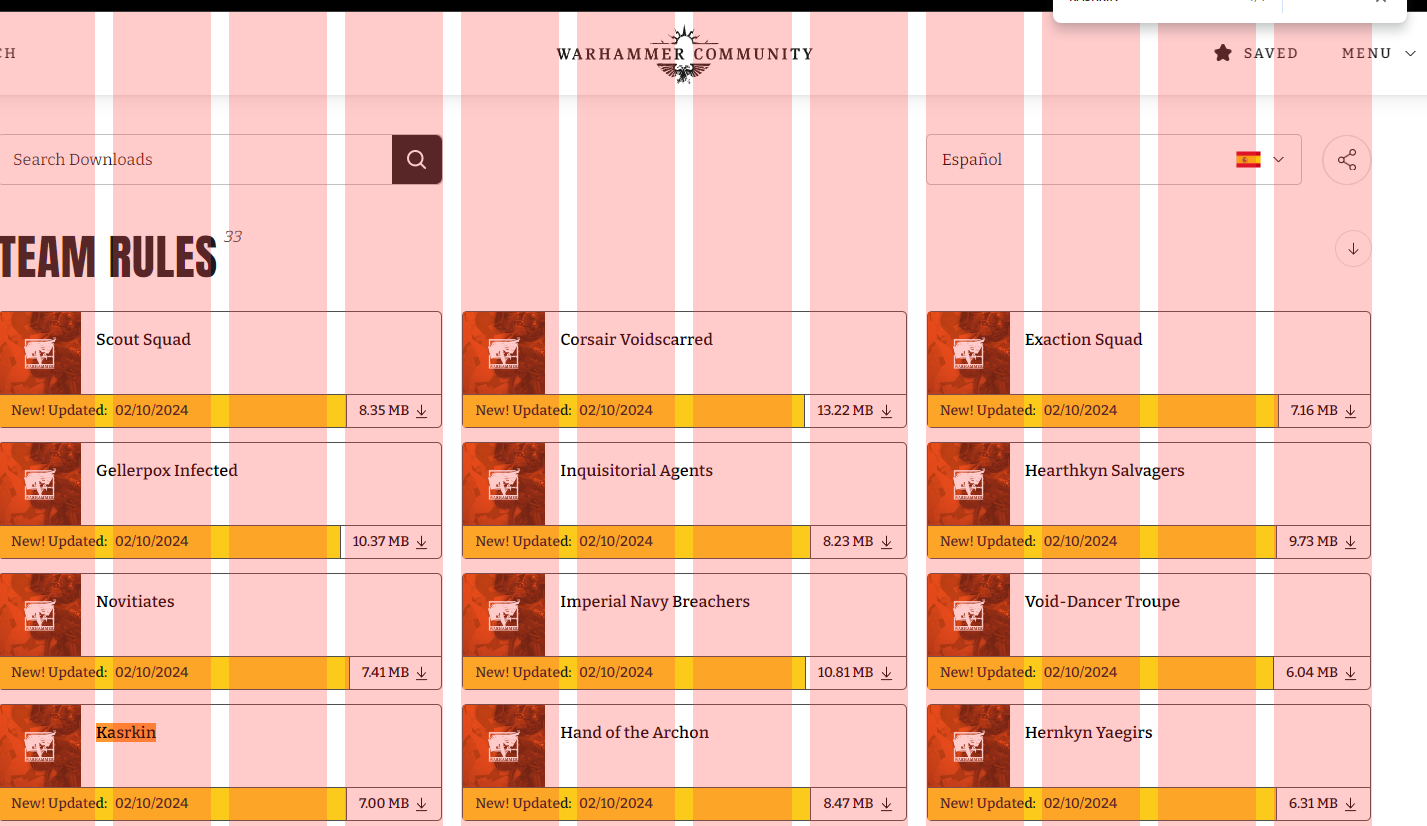 CH
WARHAMMER COMMUNITY
SAVED
MENU
Search Downloads
Español
TEAM RULES 33
Scout Squad
New! Updated: 02/10/2024
8.35 MB
Corsair Voidscarred
New! Updated: 02/10/2024
13.22 MB
Exaction Squad
New! Updated: 02/10/2024
7.16 MB
Gellerpox Infected
New! Updated: 02/10/2024
10.37 MB
Inquisitorial Agents
New! Updated: 02/10/2024
8.23 MB
Hearthkyn Salvagers
New! Updated: 02/10/2024
9.73 MB
Novitiates
New! Updated: 02/10/2024
7.41 MB
Imperial Navy Breachers
New! Updated: 02/10/2024
10.81 MB
Void-Dancer Troupe
New! Updated: 02/10/2024
6.04 MB
Kasrkin
New! Updated: 02/10/2024
7.00 MB
Hand of the Archon
New! Updated: 02/10/2024
8.47 MB
Hernkyn Yaegirs
New! Updated: 02/10/2024
6.31 MB